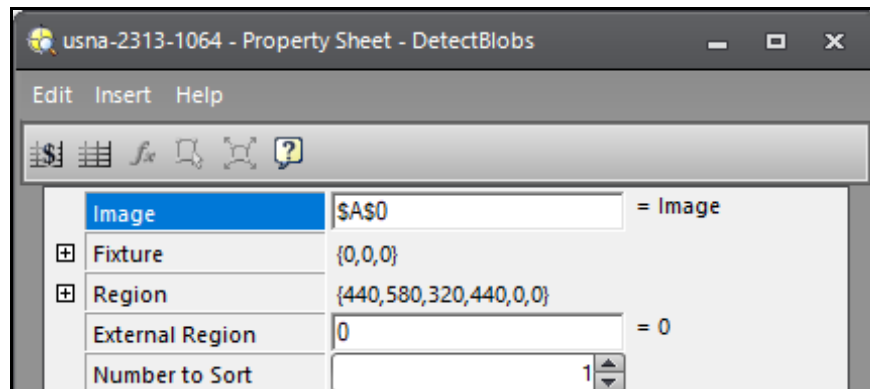 usna-2313-1064 - Property Sheet - DetectBlobs
Edit Insert Help
$ fx ?
Image $A$0 = Image
Fixture {0,0,0}
Region {440,580,320,440,0,0}
External Region 0 = 0
Number to Sort 1